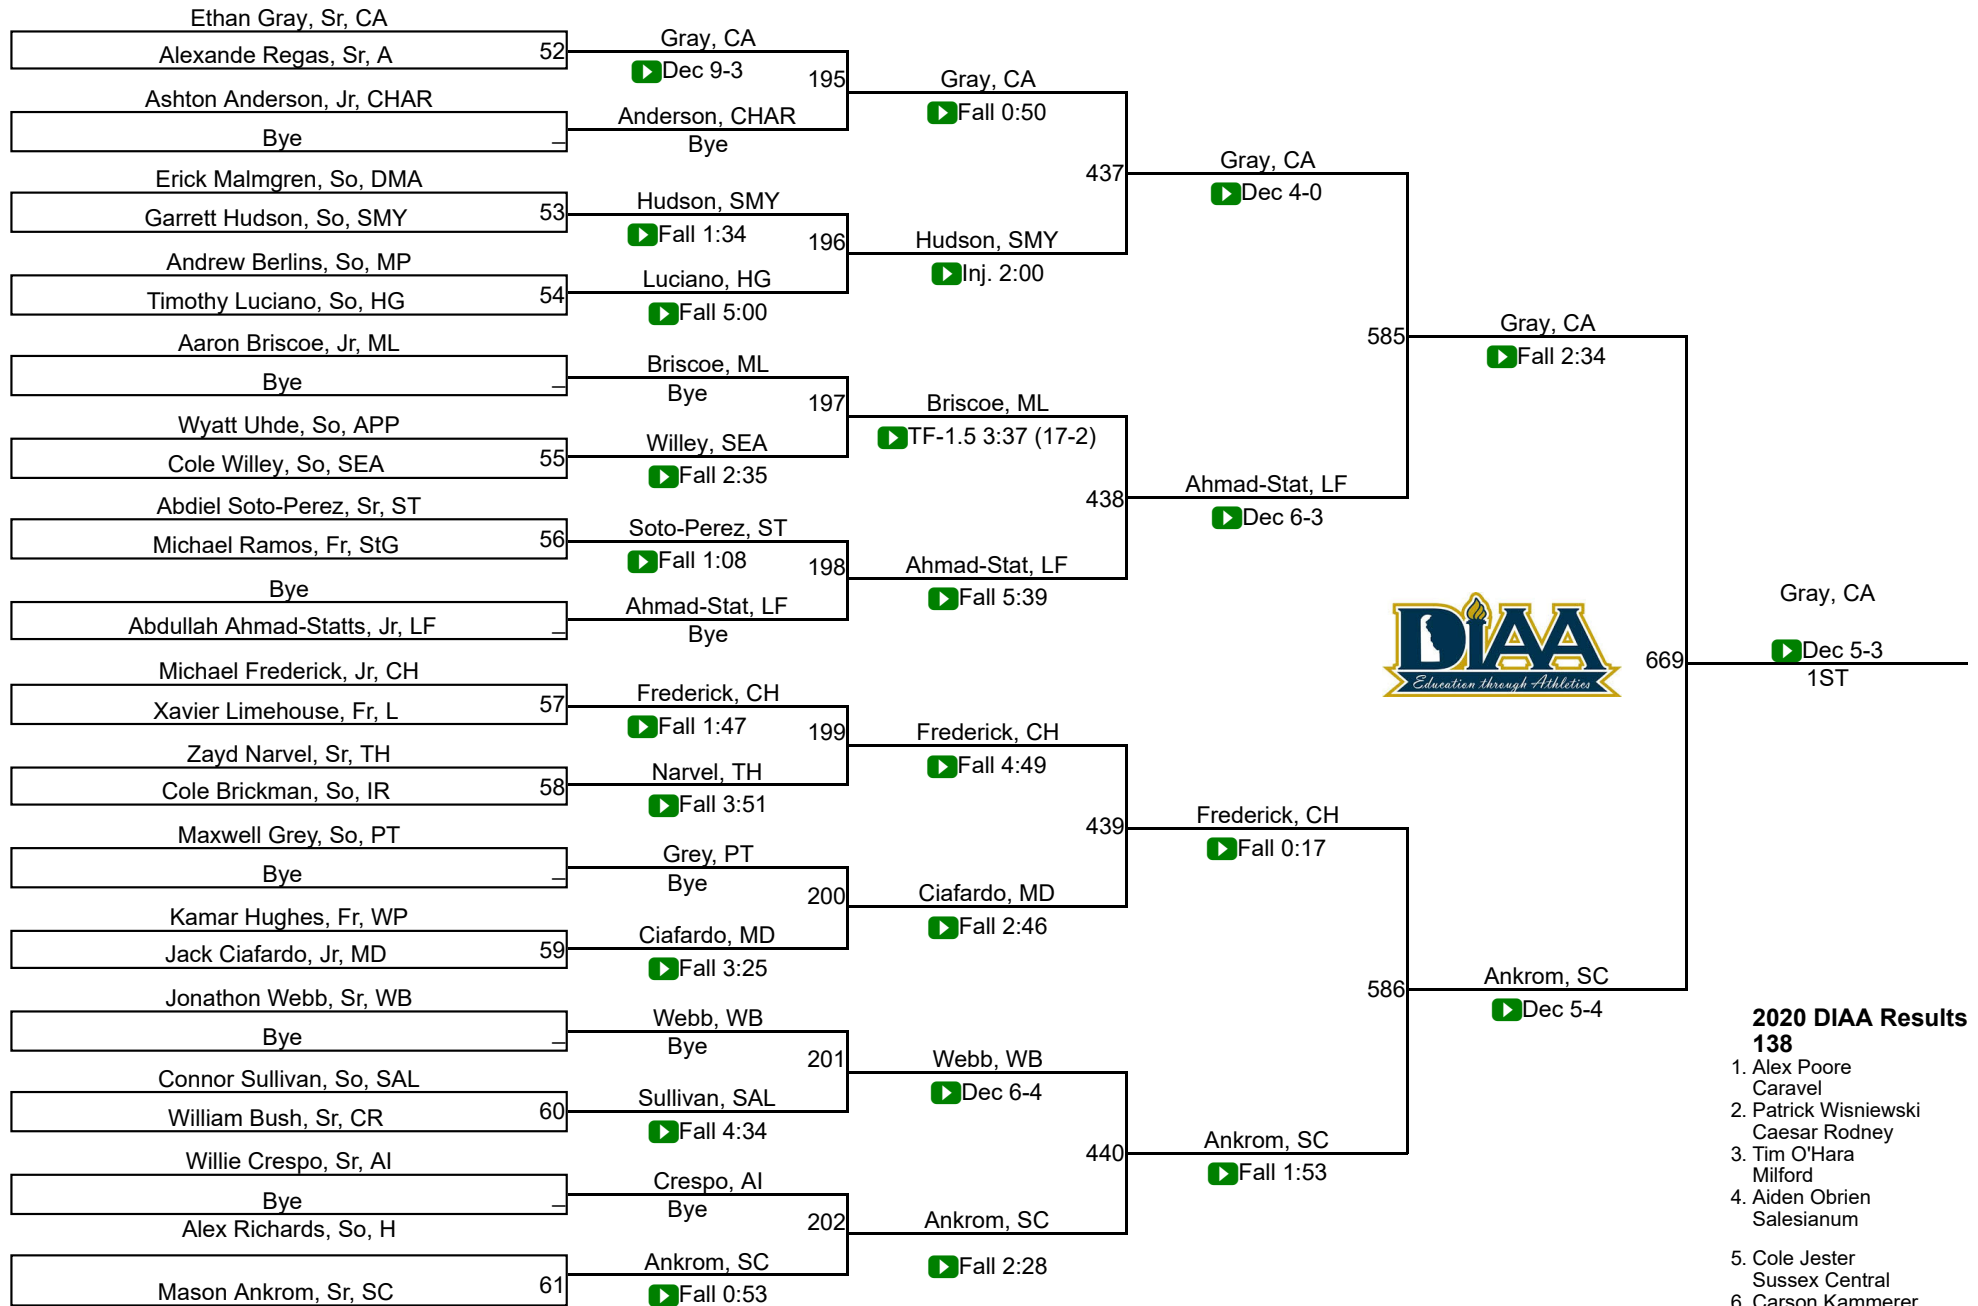 Ethan Gray, Sr, CA
Alexande Regas, Sr, A
52
Ashton Anderson, Jr, CHAR
Bye
_
Erick Malmgren, So, DMA
Garrett Hudson, So, SMY
53
Andrew Berlins, So, MP
Timothy Luciano, So, HG
54
Aaron Briscoe, Jr, ML
Bye
_
Wyatt Uhde, So, APP
Cole Willey, So, SEA
55
Abdiel Soto-Perez, Sr, ST
Michael Ramos, Fr, StG
56
Bye
Abdullah Ahmad-Statts, Jr, LF
_
Michael Frederick, Jr, CH
Xavier Limehouse, Fr, L
57
Zayd Narvel, Sr, TH
Cole Brickman, So, IR
58
Maxwell Grey, So, PT
Bye
_
Kamar Hughes, Fr, WP
Jack Ciafardo, Jr, MD
59
Jonathon Webb, Sr, WB
Bye
_
Connor Sullivan, So, SAL
William Bush, Sr, CR
60
Willie Crespo, Sr, AI
Bye
_
Alex Richards, So, H
Mason Ankrom, Sr, SC
61
Gray, CA
Dec 9-3
195
Anderson, CHAR
Bye
Hudson, SMY
Fall 1:34
196
Luciano, HG
Fall 5:00
Briscoe, ML
Bye
197
Willey, SEA
Fall 2:35
Soto-Perez, ST
Fall 1:08
198
Ahmad-Stat, LF
Bye
Frederick, CH
Fall 1:47
199
Narvel, TH
Fall 3:51
Grey, PT
Bye
200
Ciafardo, MD
Fall 3:25
Webb, WB
Bye
201
Sullivan, SAL
Fall 4:34
Crespo, AI
Bye
202
Ankrom, SC
Fall 0:53
Gray, CA
Fall 0:50
437
Hudson, SMY
Inj. 2:00
Briscoe, ML
TF-1.5 3:37 (17-2)
438
Ahmad-Stat, LF
Fall 5:39
Frederick, CH
Fall 4:49
439
Ciafardo, MD
Fall 2:46
Webb, WB
Dec 6-4
440
Ankrom, SC
Fall 2:28
Gray, CA
Dec 4-0
585
Ahmad-Stat, LF
Dec 6-3
Frederick, CH
Fall 0:17
586
Ankrom, SC
Fall 1:53
Gray, CA
Fall 2:34
DIAA
Education through Athletics
669
Ankrom, SC
Dec 5-4
Gray, CA
Dec 5-3
1ST
2020 DIAA Results
138
1. Alex Poore
Caravel
2. Patrick Wisniewski
Caesar Rodney
3. Tim O'Hara
Milford
4. Aiden Obrien
Salesianum
5. Cole Jester
Sussex Central
6. Carson Kammerer